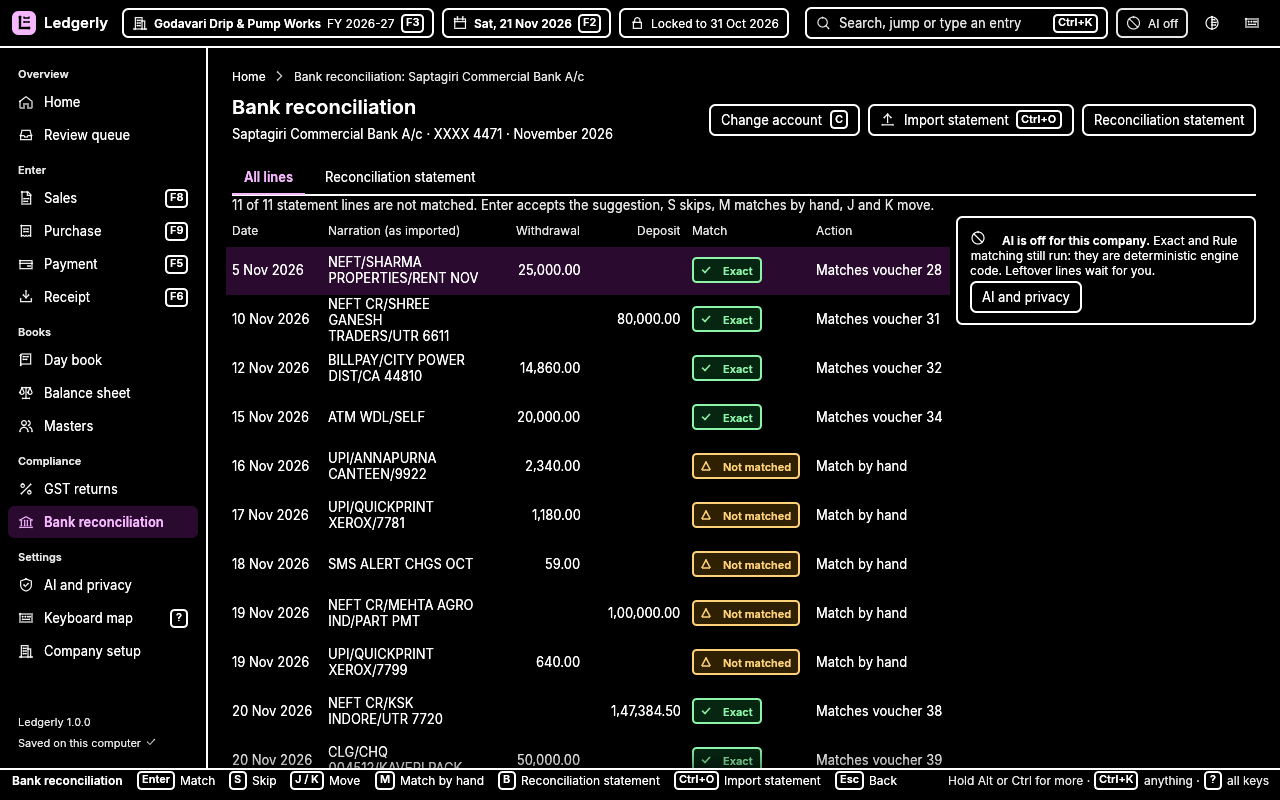 Ledgerly
Godavari Drip & Pump Works FY 2026-27 F3
Sat, 21 Nov 2026 F2
Locked to 31 Oct 2026
Search, jump or type an entry Ctrl+K
AI off
Overview
Home
Review queue
Enter
Sales F8
Purchase F9
Payment F5
Receipt F6
Books
Day book
Balance sheet
Masters
Compliance
GST returns
Bank reconciliation
Settings
AI and privacy
Keyboard map ?
Company setup
Ledgerly 1.0.0
Saved on this computer
Home > Bank reconciliation: Saptagiri Commercial Bank A/c
Bank reconciliation
Saptagiri Commercial Bank A/c · XXXX 4471 · November 2026
Change account C
Import statement Ctrl+O
Reconciliation statement
All lines
Reconciliation statement
11 of 11 statement lines are not matched. Enter accepts the suggestion, S skips, M matches by hand, J and K move.
Date Narration (as imported) Withdrawal Deposit Match Action
5 Nov 2026 NEFT/SHARMA PROPERTIES/RENT NOV 25,000.00 Exact Matches voucher 28
10 Nov 2026 NEFT CR/SHREE GANESH TRADERS/UTR 6611 80,000.00 Exact Matches voucher 31
12 Nov 2026 BILLPAY/CITY POWER DIST/CA 44810 14,860.00 Exact Matches voucher 32
15 Nov 2026 ATM WDL/SELF 20,000.00 Exact Matches voucher 34
16 Nov 2026 UPI/ANNAPURNA CANTEEN/9922 2,340.00 Not matched Match by hand
17 Nov 2026 UPI/QUICKPRINT XEROX/7781 1,180.00 Not matched Match by hand
18 Nov 2026 SMS ALERT CHGS OCT 59.00 Not matched Match by hand
19 Nov 2026 NEFT CR/MEHTA AGRO IND/PART PMT 1,00,000.00 Not matched Match by hand
19 Nov 2026 UPI/QUICKPRINT XEROX/7799 640.00 Not matched Match by hand
20 Nov 2026 NEFT CR/KSK INDORE/UTR 7720 1,47,384.50 Exact Matches voucher 38
20 Nov 2026 CLG/CHQ 004512/KAVERI PACK 50,000.00 Exact Matches voucher 39
AI is off for this company. Exact and Rule
matching still run: they are deterministic engine
code. Leftover lines wait for you.
AI and privacy
Bank reconciliation Enter Match S Skip J / K Move M Match by hand B Reconciliation statement Ctrl+O Import statement Esc Back Hold Alt or Ctrl for more · Ctrl+K anything · ? all keys